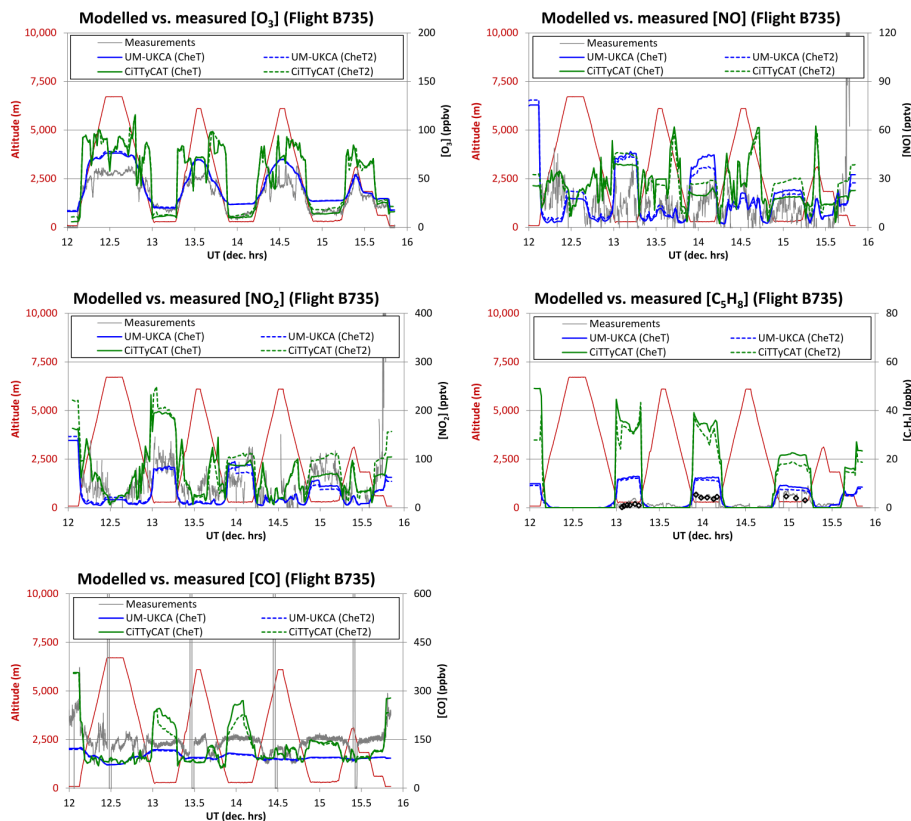 Modelled vs. measured [O3] (Flight B735)
Measurements
UM-UKCA (CheT) UM-UKCA (CheT2)
CiTTyCAT (CheT) CiTTyCAT (CheT2)
10,000 200
7,500 150
5,000 100
2,500 50
0 0
Altitude (m)
[O3] (ppbv)
12 12.5 13 13.5 14 14.5 15 15.5 16
UT (dec. hrs)
Modelled vs. measured [NO] (Flight B735)
Measurements
UM-UKCA (CheT) UM-UKCA (CheT2)
CiTTyCAT (CheT) CiTTyCAT (CheT2)
10,000 120
7,500 90
5,000 60
2,500 30
0 0
Altitude (m)
[NO] (pptv)
12 12.5 13 13.5 14 14.5 15 15.5 16
UT (dec. hrs)
Modelled vs. measured [NO2] (Flight B735)
Measurements
UM-UKCA (CheT) UM-UKCA (CheT2)
CiTTyCAT (CheT) CiTTyCAT (CheT2)
10,000 400
7,500 300
5,000 200
2,500 100
0 0
Altitude (m)
[NO2] (pptv)
12 12.5 13 13.5 14 14.5 15 15.5 16
UT (dec. hrs)
Modelled vs. measured [C5H8] (Flight B735)
Measurements
UM-UKCA (CheT) UM-UKCA (CheT2)
CiTTyCAT (CheT) CiTTyCAT (CheT2)
10,000 80
7,500 60
5,000 40
2,500 20
0 0
Altitude (m)
[C5H8] (ppbv)
12 12.5 13 13.5 14 14.5 15 15.5 16
UT (dec. hrs)
Modelled vs. measured [CO] (Flight B735)
Measurements
UM-UKCA (CheT) UM-UKCA (CheT2)
CiTTyCAT (CheT) CiTTyCAT (CheT2)
10,000 600
7,500 450
5,000 300
2,500 150
0 0
Altitude (m)
[CO] (ppbv)
12 12.5 13 13.5 14 14.5 15 15.5 16
UT (dec. hrs)